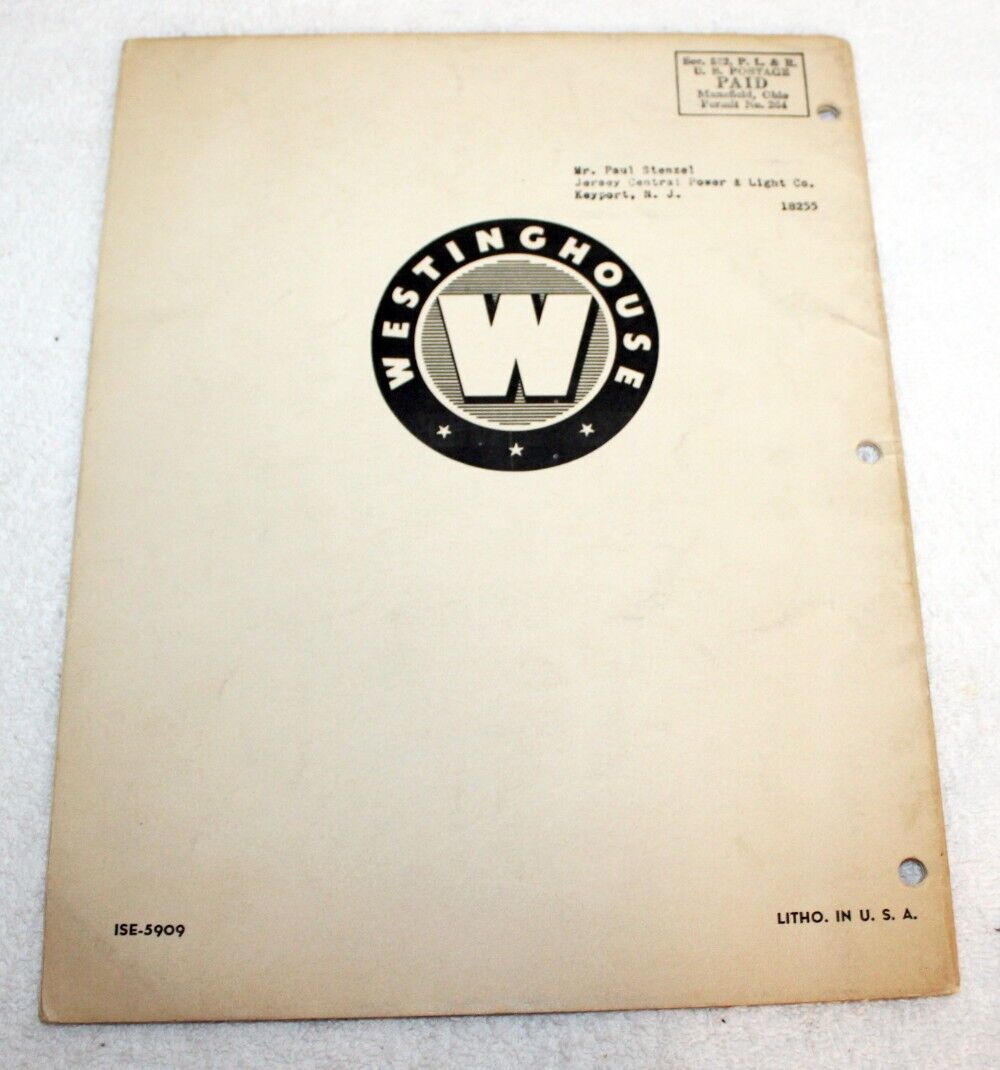 Sec. 562, P. L. & R.
U. S. POSTAGE
PAID
Mansfield, Ohio
Permit No. 264
Mr. Paul Stenzel
Jersey Central Power & Light Co.
Keyport, N. J.
18255
WESTINGHOUSE
W
ISE-5909
LITHO. IN U. S. A.